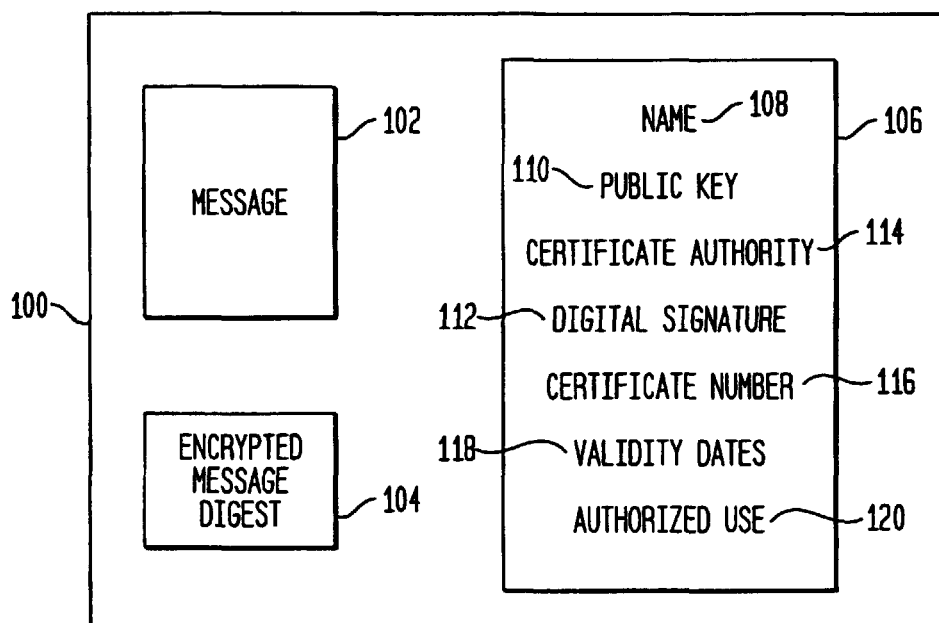 102
MESSAGE
100
ENCRYPTED
MESSAGE
DIGEST
104
NAME 108
106
110 PUBLIC KEY
CERTIFICATE AUTHORITY 114
112 DIGITAL SIGNATURE
CERTIFICATE NUMBER 116
118 VALIDITY DATES
AUTHORIZED USE 120